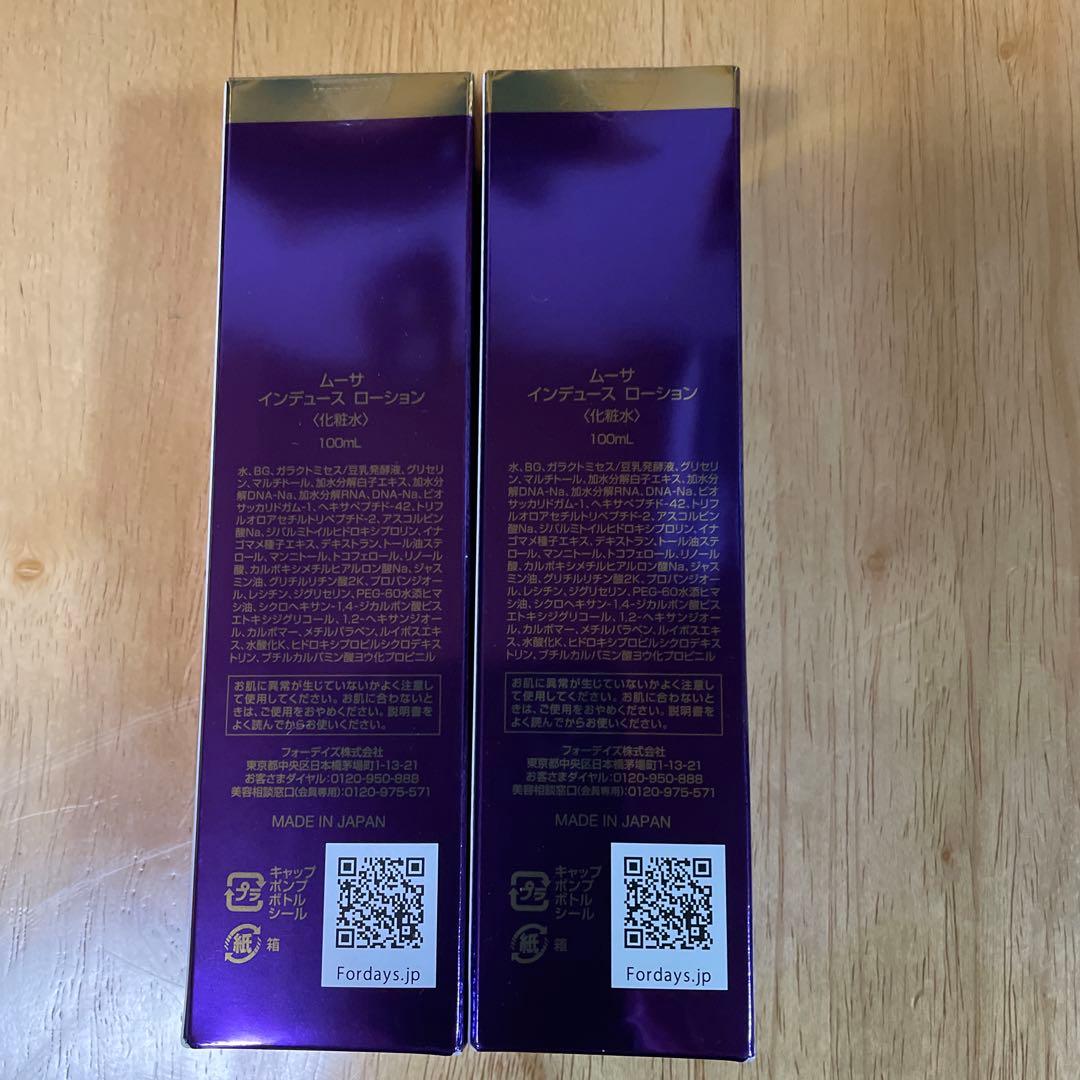 ムーサ
インデュース ローション
〈化粧水〉
100mL
水、BG、ガラクトミセス/豆乳発酵液、グリセリ
ン、マルチトール、加水分解白子エキス、加水分
解DNA-Na、加水分解RNA、DNA-Na、ビオ
サッカリドガム-1、ヘキサペプチド-42、トリフ
ルオロアセチルトリペプチド-2、アスコルビン
酸Na、ジパルミトイルヒドロキシプロリン、イナ
ゴマメ種子エキス、デキストラン、トール油ステ
ロール、マンニトール、トコフェロール、リノール
酸、カルボキシメチルヒアルロン酸Na、ジャス
ミン油、グリチルリチン酸2K、プロパンジオー
ル、レシチン、ジグリセリン、PEG-60水添ヒマ
シ油、シクロヘキサン-1,4-ジカルボン酸ビス
エトキシジグリコール、1,2-ヘキサンジオー
ル、カルボマー、メチルパラベン、ルイボスエキ
ス、水酸化K、ヒドロキシプロピルシクロデキス
トリン、ブチルカルバミン酸ヨウ化プロピニル
お肌に異常が生じていないかよく注意し
て使用してください。お肌に合わないと
きは、ご使用をおやめください。説明書を
よく読んでからお使いください。
フォーデイズ株式会社
東京都中央区日本橋茅場町1-13-21
お客さまダイヤル:0120-950-888
美容相談窓口(会員専用):0120-975-571
MADE IN JAPAN
プラ
キャップ
ポンプ
ボトル
シール
紙
箱
Fordays.jp
ムーサ
インデュース ローション
〈化粧水〉
100mL
水、BG、ガラクトミセス/豆乳発酵液、グリセリ
ン、マルチトール、加水分解白子エキス、加水分
解DNA-Na、加水分解RNA、DNA-Na、ビオ
サッカリドガム-1、ヘキサペプチド-42、トリフ
ルオロアセチルトリペプチド-2、アスコルビン
酸Na、ジパルミトイルヒドロキシプロリン、イナ
ゴマメ種子エキス、デキストラン、トール油ステ
ロール、マンニトール、トコフェロール、リノール
酸、カルボキシメチルヒアルロン酸Na、ジャス
ミン油、グリチルリチン酸2K、プロパンジオー
ル、レシチン、ジグリセリン、PEG-60水添ヒマ
シ油、シクロヘキサン-1,4-ジカルボン酸ビス
エトキシジグリコール、1,2-ヘキサンジオー
ル、カルボマー、メチルパラベン、ルイボスエキ
ス、水酸化K、ヒドロキシプロピルシクロデキス
トリン、ブチルカルバミン酸ヨウ化プロピニル
お肌に異常が生じていないかよく注意し
て使用してください。お肌に合わないと
きは、ご使用をおやめください。説明書を
よく読んでからお使いください。
フォーデイズ株式会社
東京都中央区日本橋茅場町1-13-21
お客さまダイヤル:0120-950-888
美容相談窓口(会員専用):0120-975-571
MADE IN JAPAN
プラ
キャップ
ポンプ
ボトル
シール
紙
箱
Fordays.jp